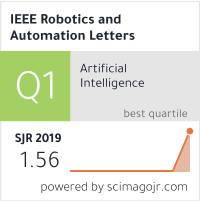 IEEE Robotics and
Automation Letters
Q1
Artificial
Intelligence
best quartile
SJR 2019
1.56
powered by scimagojr.com